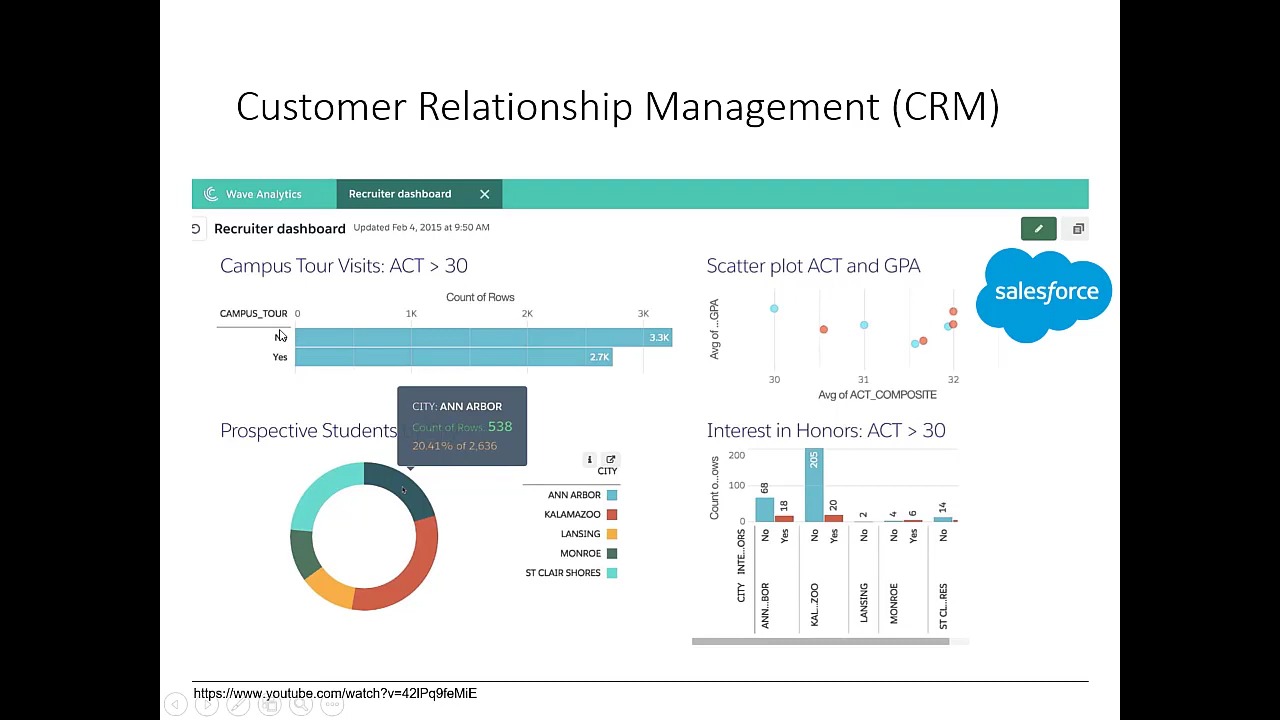 Customer Relationship Management (CRM)
Wave Analytics
Recruiter dashboard
Recruiter dashboard Updated Feb 4, 2015 at 9:50 AM
Campus Tour Visits: ACT > 30
Count of Rows
CAMPUS_TOUR 0 1K 2K 3K
No 3.3K
Yes 2.7K
CITY: ANN ARBOR
Count of Rows: 538
20.41% of 2,636
Prospective Students
CITY
ANN ARBOR
KALAMAZOO
LANSING
MONROE
ST CLAIR SHORES
Scatter plot ACT and GPA
salesforce
Avg of ...GPA
30 31 32
Avg of ACT_COMPOSITE
Interest in Honors: ACT > 30
Count o...ows
200
100
0
68 18 205 20 2 4 6 14
INTE...ORS No Yes No Yes No No Yes No
CITY ANN...BOR KAL...ZOO LANSING MONROE ST CL...RES
https://www.youtube.com/watch?v=42lPq9feMiE